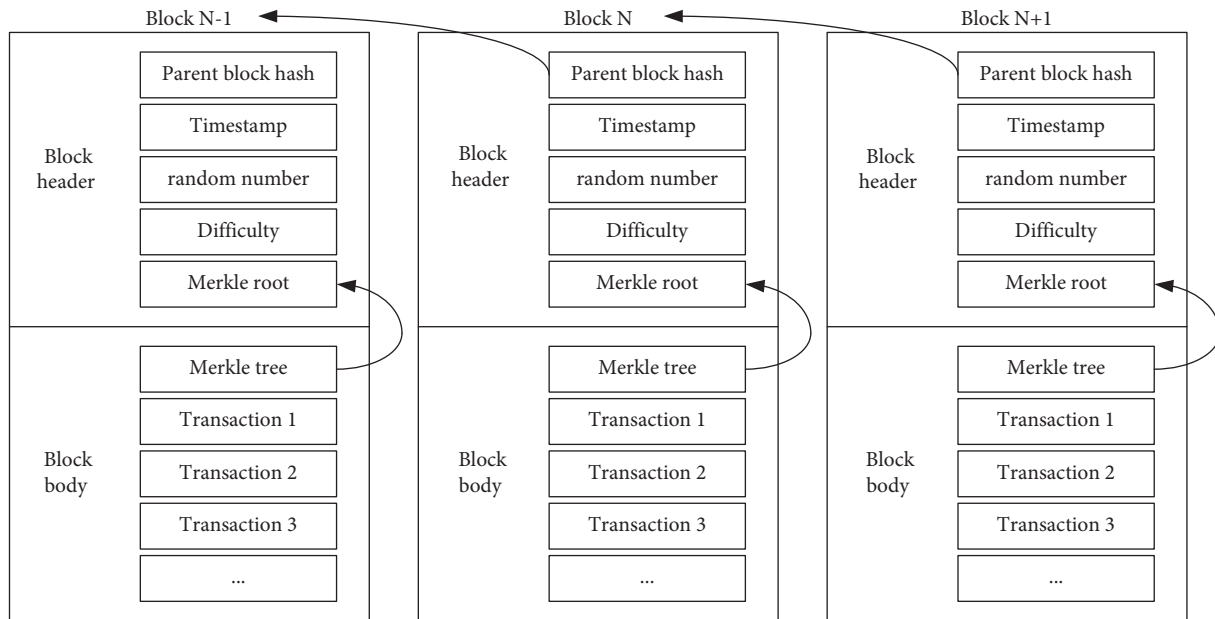 Block N-1
Parent block hash
Timestamp
Block
header
random number
Difficulty
Merkle root
Merkle tree
Transaction 1
Block
body
Transaction 2
Transaction 3
...
Block N
Parent block hash
Timestamp
Block
header
random number
Difficulty
Merkle root
Merkle tree
Transaction 1
Block
body
Transaction 2
Transaction 3
...
Block N+1
Parent block hash
Timestamp
Block
header
random number
Difficulty
Merkle root
Merkle tree
Transaction 1
Block
body
Transaction 2
Transaction 3
...